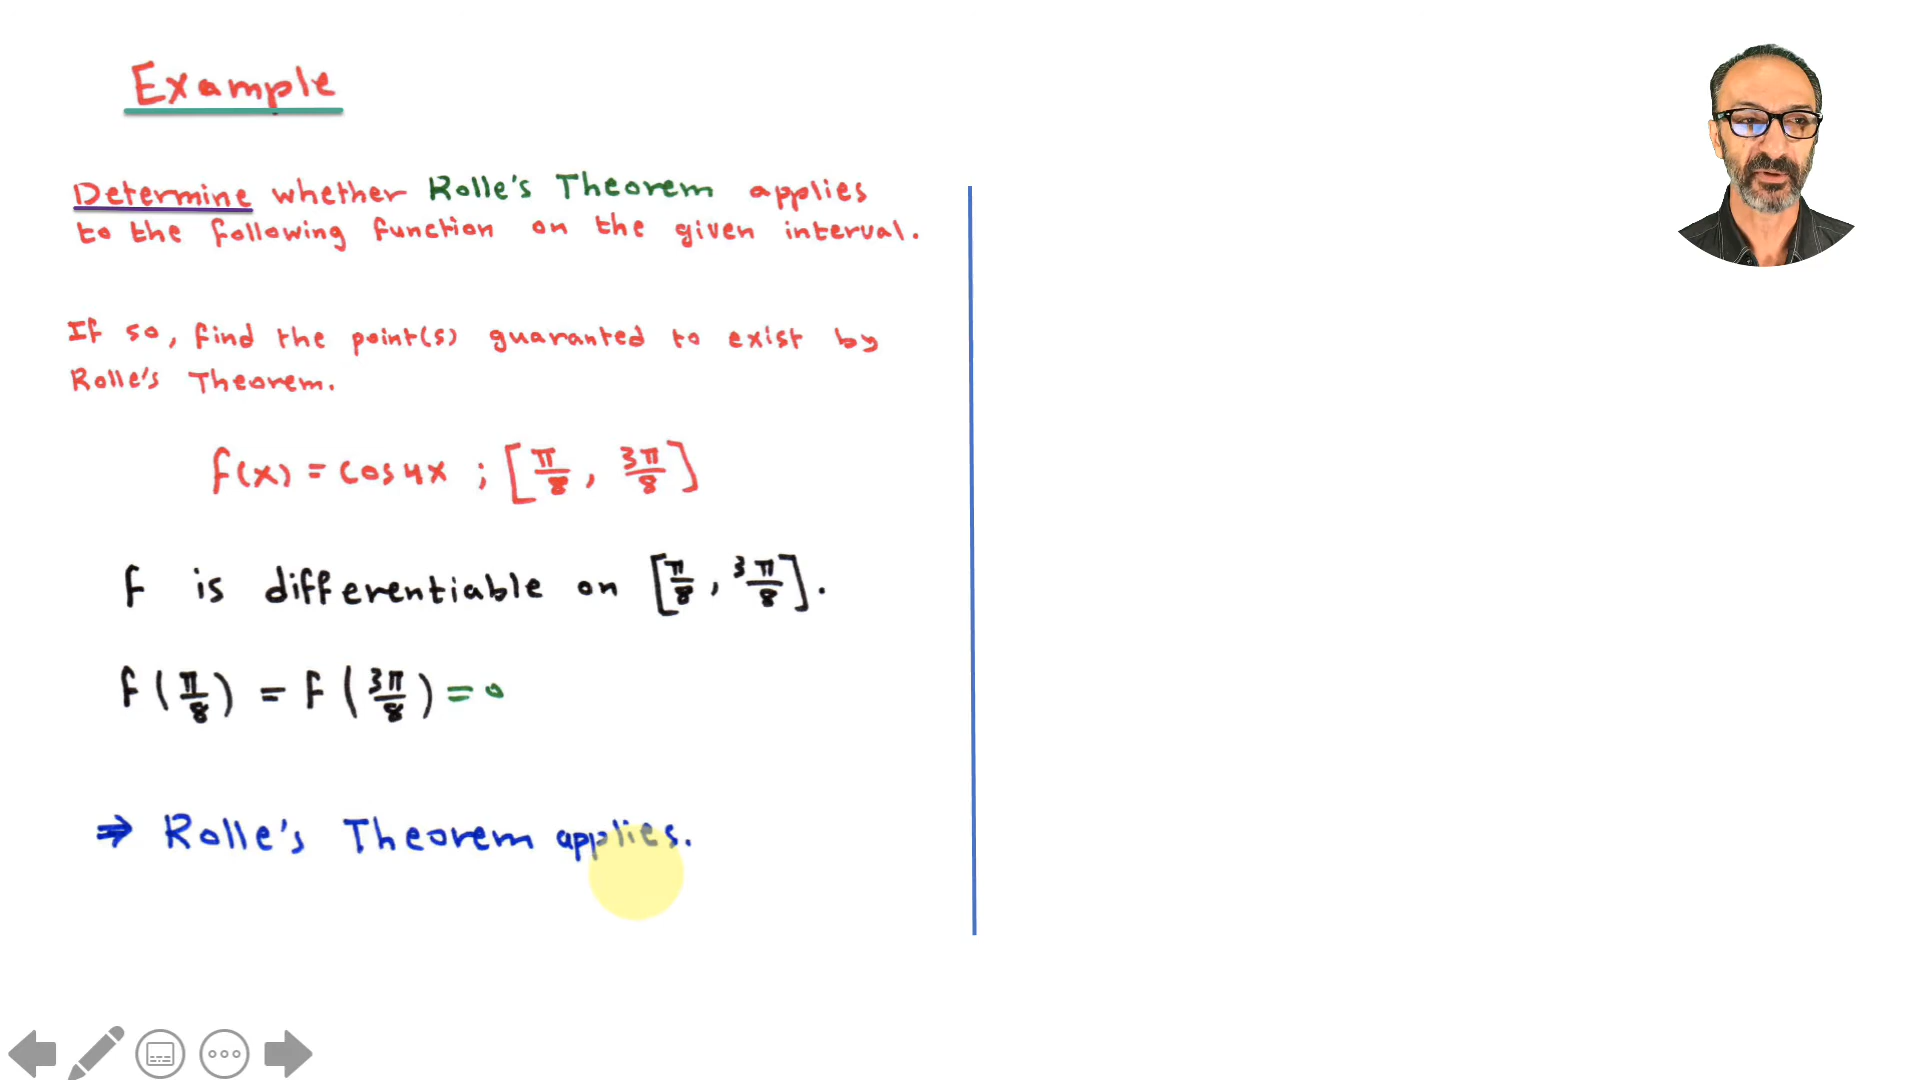 Example
Determine whether Rolle's Theorem applies
to the following function on the given interval.
If so, find the point(s) guaranted to exist by
Rolle's Theorem.
f(x) = cos4x ; [π/8, 3π/8]
f is differentiable on [π/8, 3π/8].
f(π/8) = f(3π/8) = 0
⇒ Rolle's Theorem applies.